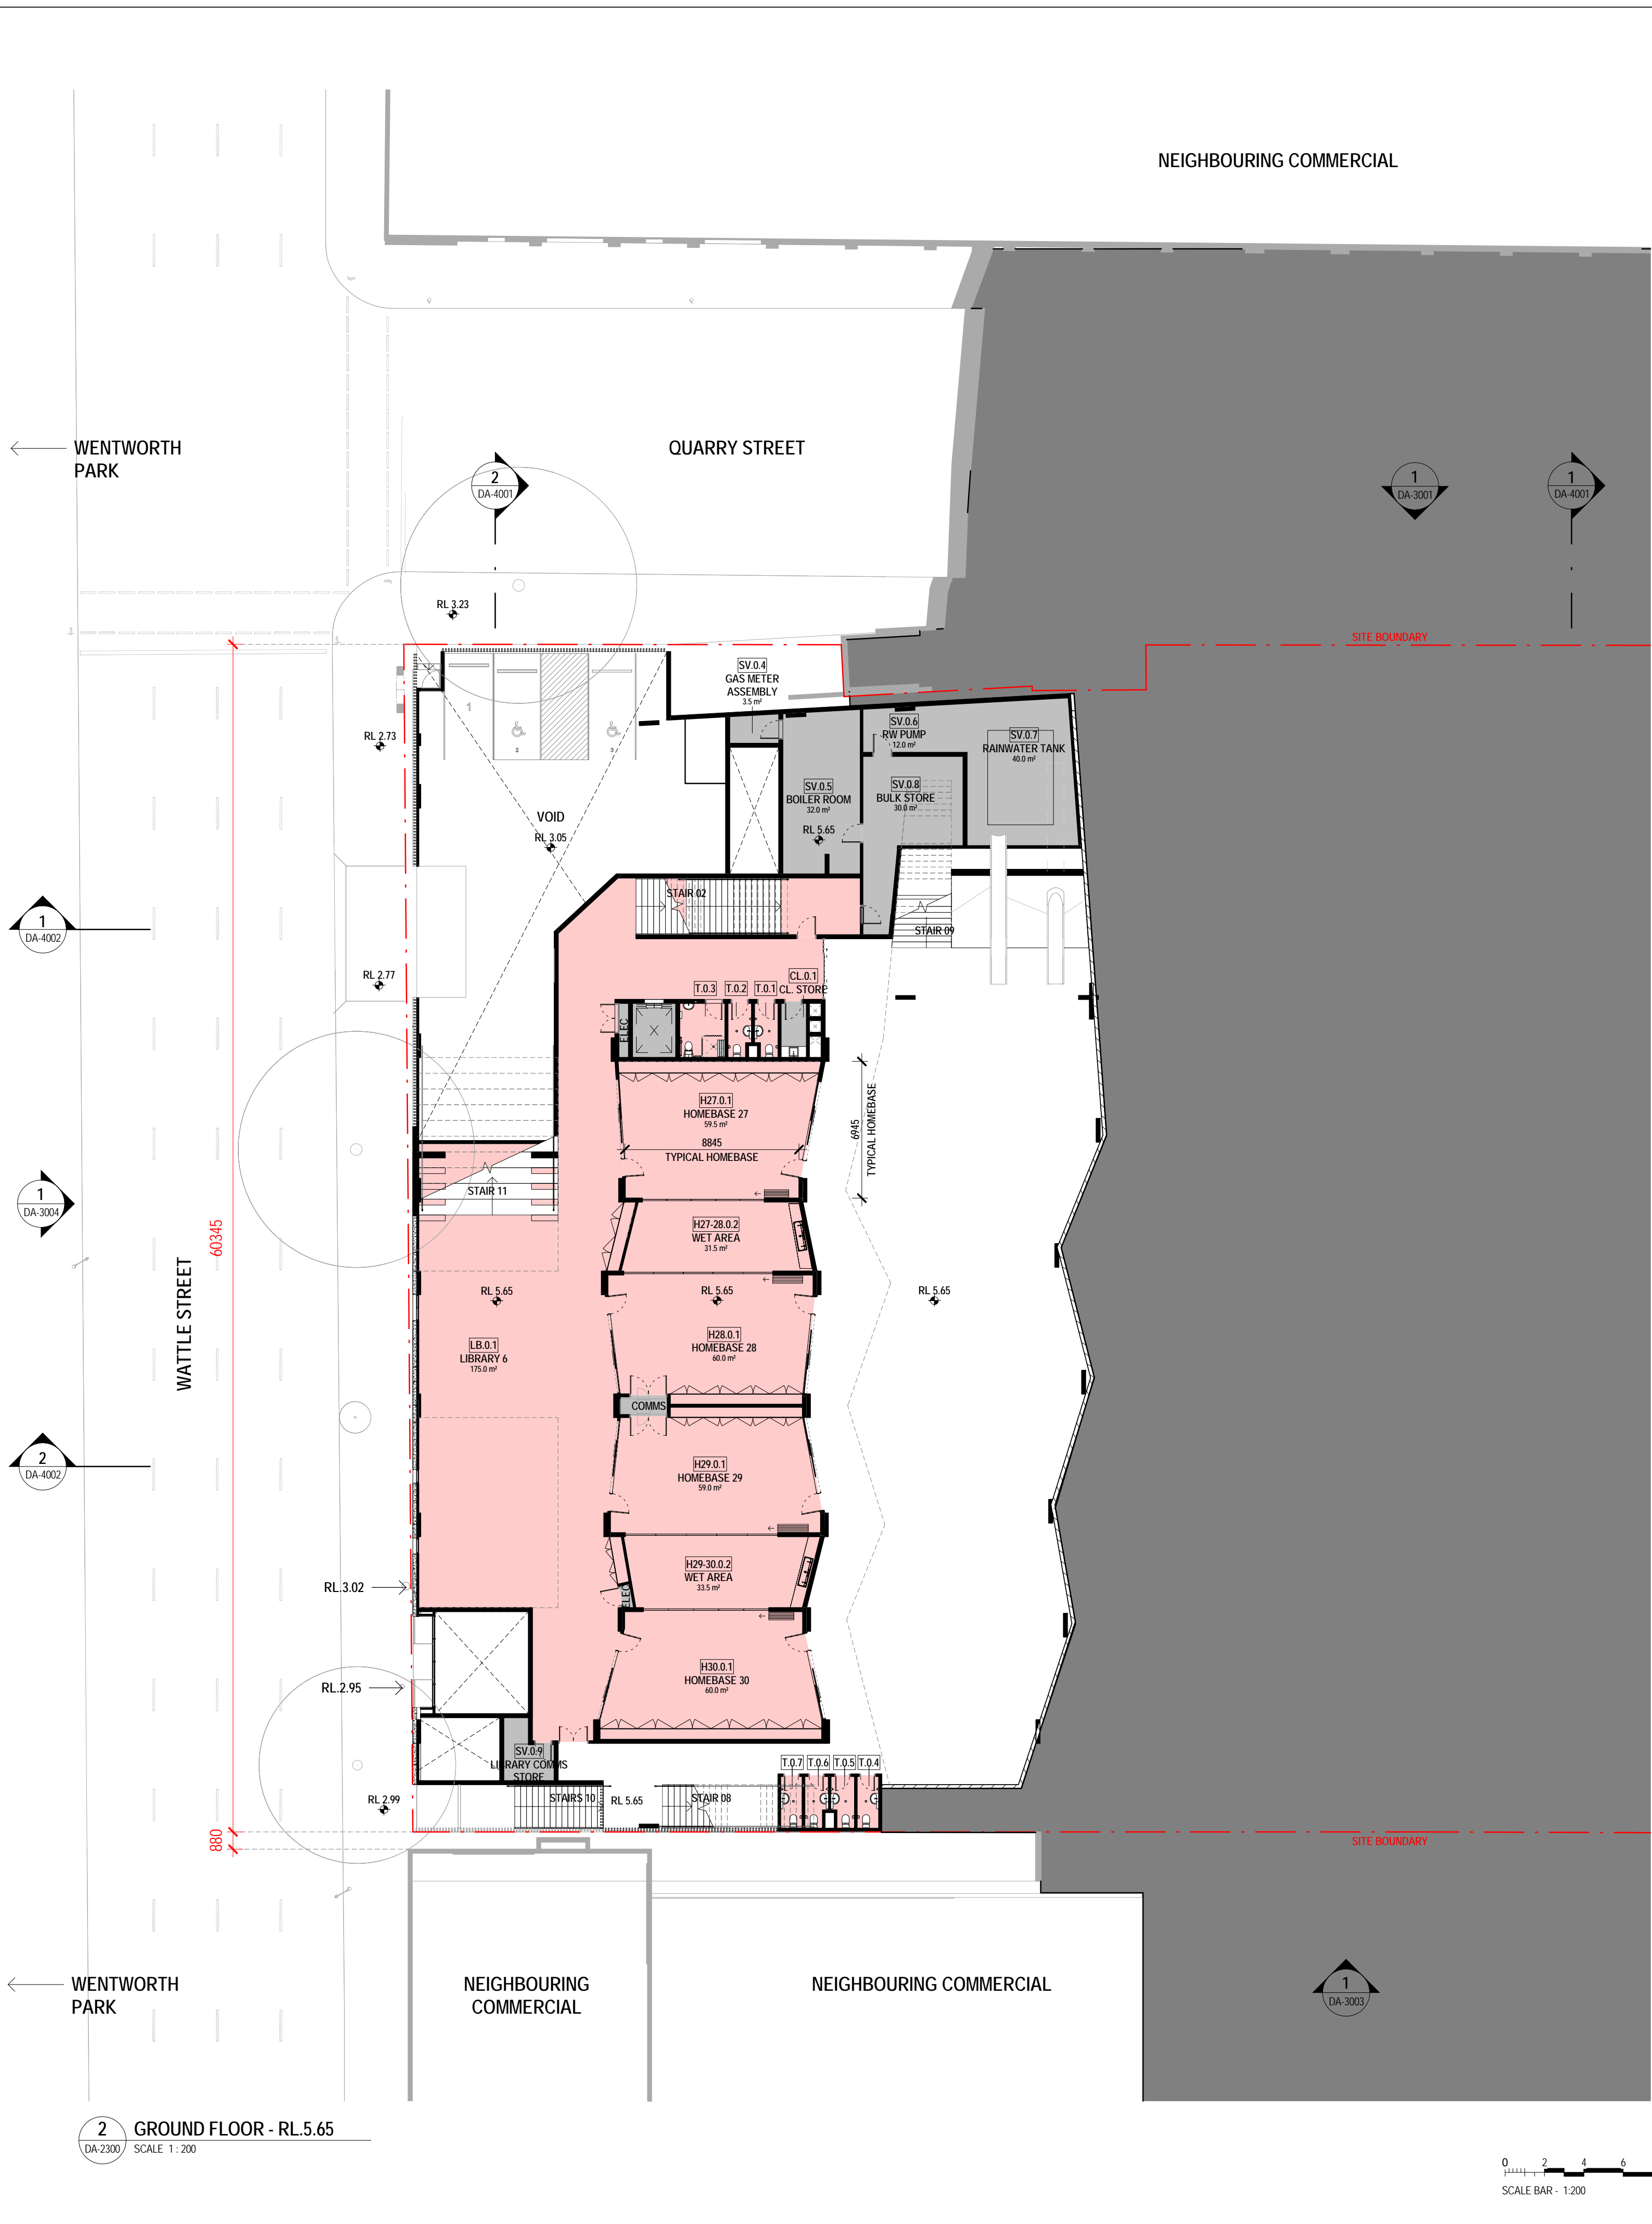 NEIGHBOURING COMMERCIAL
WENTWORTH
PARK
QUARRY STREET
2
DA-4001
1
DA-3001
1
DA-4001
RL 3.23
SITE BOUNDARY
SV.0.4
GAS METER
ASSEMBLY
3.5 m²
1
2
3
RL 2.73
SV.0.6
RW PUMP
12.0 m²
SV.0.7
RAINWATER TANK
40.0 m²
SV.0.5
BOILER ROOM
32.0 m²
SV.0.8
BULK STORE
30.0 m²
VOID
RL 3.05
RL 5.65
STAIR 02
1
DA-4002
STAIR 09
RL 2.77
CL.0.1
CL. STORE
T.0.3
T.0.2
T.0.1
ELEC
H27.0.1
HOMEBASE 27
59.5 m²
8845
TYPICAL HOMEBASE
6945
TYPICAL HOMEBASE
1
DA-3004
STAIR 11
60345
H27-28.0.2
WET AREA
31.5 m²
WATTLE STREET
RL 5.65
RL 5.65
RL 5.65
LB.0.1
LIBRARY 6
175.0 m²
H28.0.1
HOMEBASE 28
60.0 m²
COMMS
2
DA-4002
H29.0.1
HOMEBASE 29
59.0 m²
RL.3.02
H29-30.0.2
WET AREA
33.5 m²
ELEC
RL.2.95
H30.0.1
HOMEBASE 30
60.0 m²
SV.0.9
LIBRARY COMMS
STORE
T.0.7
T.0.6
T.0.5
T.0.4
RL 2.99
STAIRS 10
RL 5.65
STAIR 08
880
SITE BOUNDARY
WENTWORTH
PARK
NEIGHBOURING
COMMERCIAL
NEIGHBOURING COMMERCIAL
1
DA-3003
2
DA-2300
GROUND FLOOR - RL.5.65
SCALE 1 : 200
0 2 4 6
SCALE BAR - 1:200